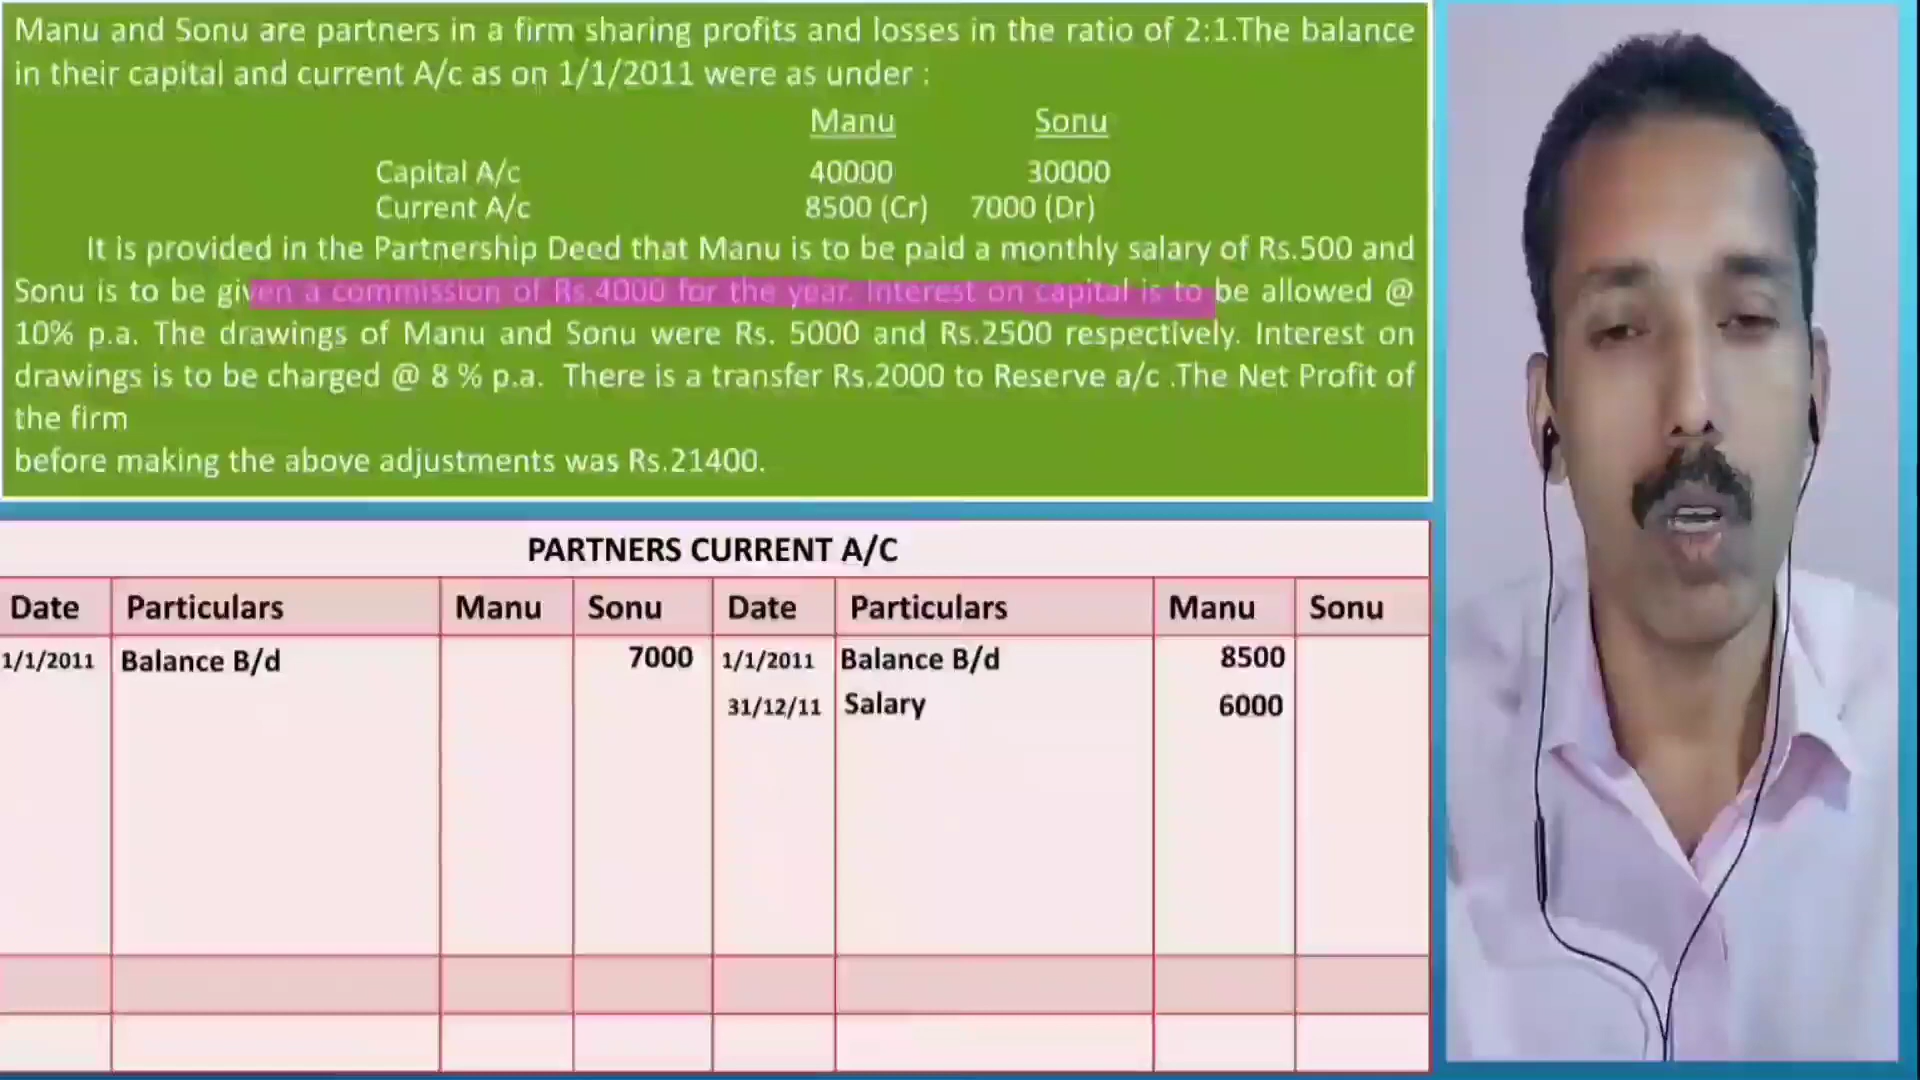 Manu and Sonu are partners in a firm sharing profits and losses in the ratio of 2:1.The balance
in their capital and current A/c as on 1/1/2011 were as under :
Manu Sonu
Capital A/c 40000 30000
Current A/c 8500 (Cr) 7000 (Dr)
It is provided in the Partnership Deed that Manu is to be paid a monthly salary of Rs.500 and
Sonu is to be given a commission of Rs.4000 for the year. Interest on capital is to be allowed @
10% p.a. The drawings of Manu and Sonu were Rs. 5000 and Rs.2500 respectively. Interest on
drawings is to be charged @ 8 % p.a. There is a transfer Rs.2000 to Reserve a/c .The Net Profit of
the firm
before making the above adjustments was Rs.21400.
PARTNERS CURRENT A/C
Date Particulars Manu Sonu Date Particulars Manu Sonu
1/1/2011 Balance B/d 7000 1/1/2011 Balance B/d 8500
31/12/11 Salary 6000